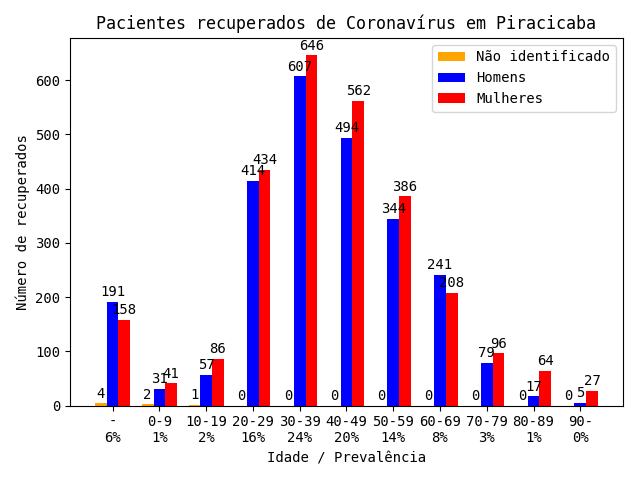 Pacientes recuperados de Coronavírus em Piracicaba
Não identificado
Homens
Mulheres
Número de recuperados
600
500
400
300
200
100
0
4 191 158
2 31 41
1 57 86
0 414 434
0 607 646
0 494 562
0 344 386
0 241 208
0 79 96
0 17 64
0 5 27
- 0-9 10-19 20-29 30-39 40-49 50-59 60-69 70-79 80-89 90-
6% 1% 2% 16% 24% 20% 14% 8% 3% 1% 0%
Idade / Prevalência